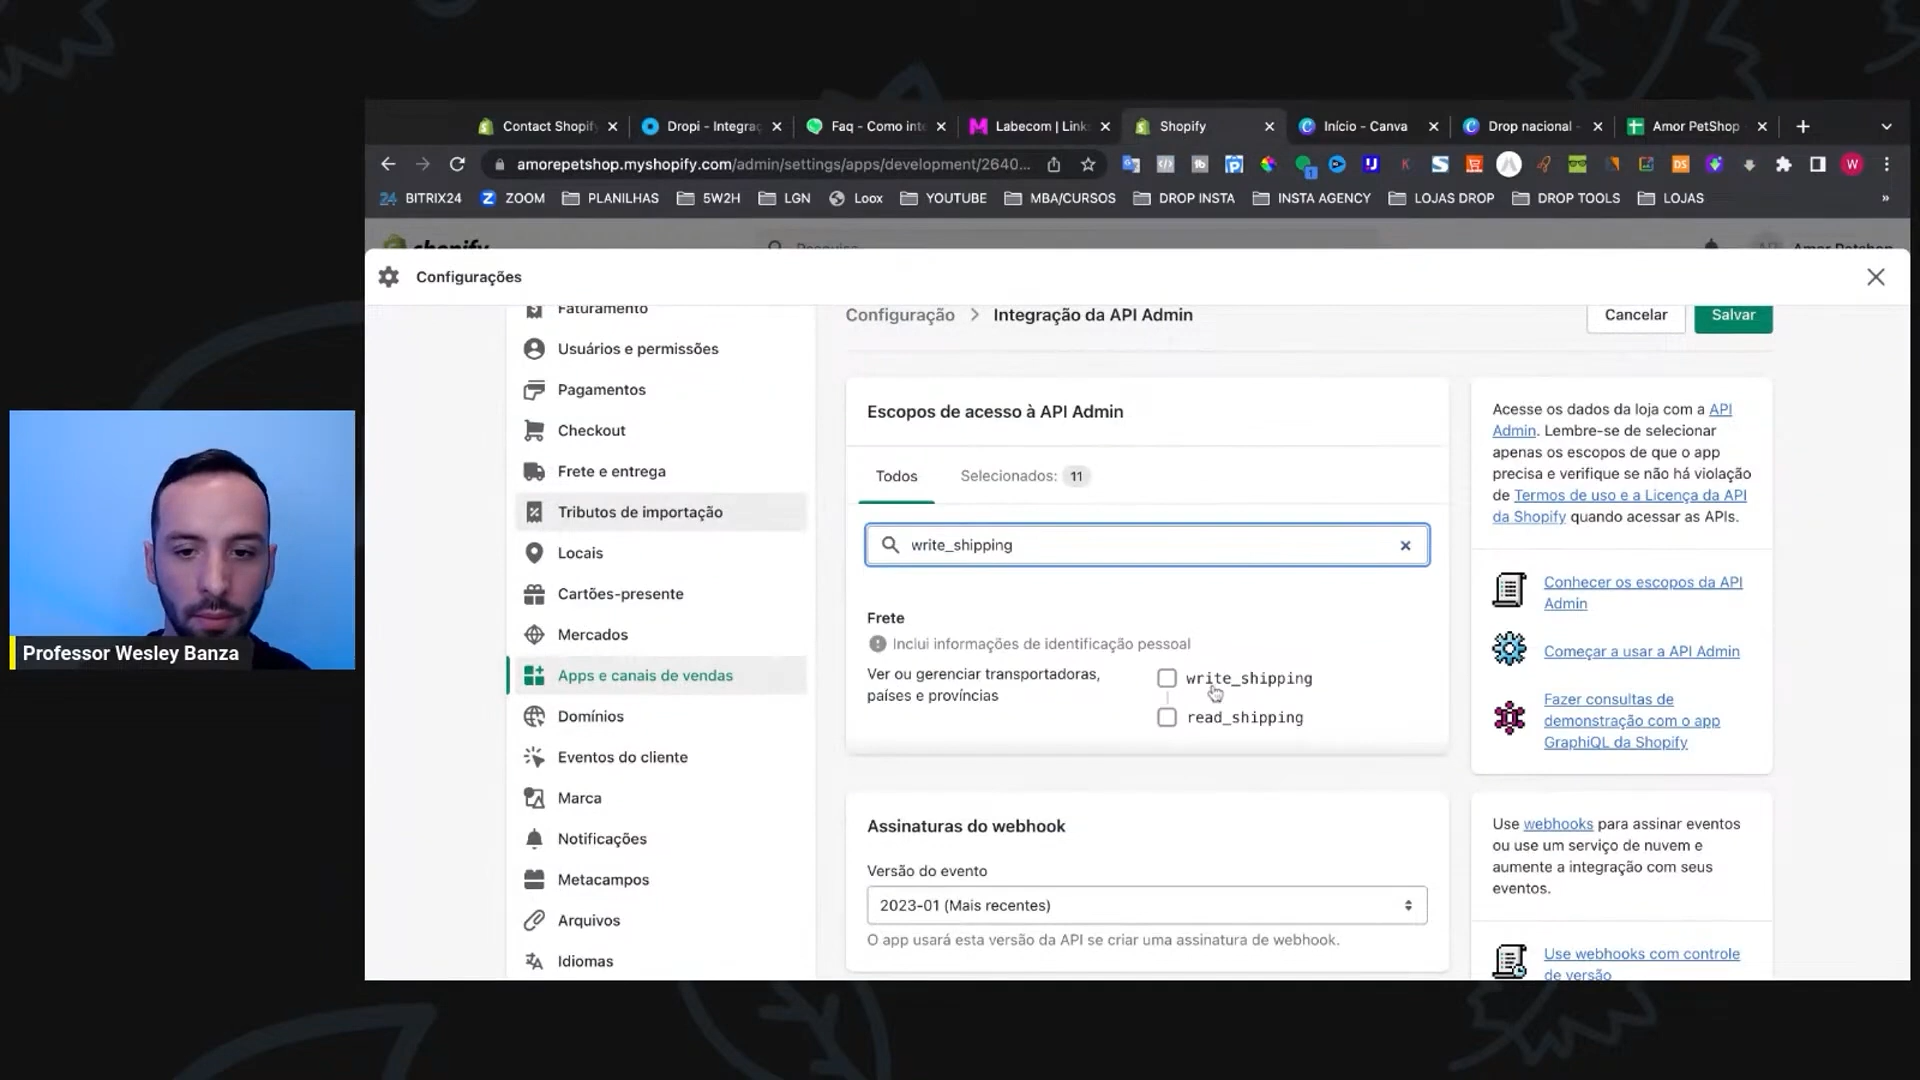 Contact Shopify
Dropi - Integraç
Faq - Como inte
Labecom | Link
Shopify
Início - Canva
Drop nacional -
Amor PetShop
amorepetshop.myshopify.com/admin/settings/apps/development/2640...
W
24 BITRIX24
Z ZOOM
PLANILHAS
5W2H
LGN
Loox
YOUTUBE
MBA/CURSOS
DROP INSTA
INSTA AGENCY
LOJAS DROP
DROP TOOLS
LOJAS
»
shopify
Pesquisa
Configurações
Faturamento
Usuários e permissões
Pagamentos
Checkout
Frete e entrega
Tributos de importação
Locais
Cartões-presente
Mercados
Apps e canais de vendas
Domínios
Eventos do cliente
Marca
Notificações
Metacampos
Arquivos
Idiomas
Configuração > Integração da API Admin
Cancelar
Salvar
Escopos de acesso à API Admin
Todos
Selecionados: 11
write_shipping
Frete
Inclui informações de identificação pessoal
Ver ou gerenciar transportadoras,
países e províncias
write_shipping
read_shipping
Assinaturas do webhook
Versão do evento
2023-01 (Mais recentes)
O app usará esta versão da API se criar uma assinatura de webhook.
Acesse os dados da loja com a API
Admin. Lembre-se de selecionar
apenas os escopos de que o app
precisa e verifique se não há violação
de Termos de uso e a Licença da API
da Shopify quando acessar as APIs.
Conhecer os escopos da API
Admin
Começar a usar a API Admin
Fazer consultas de
demonstração com o app
GraphiQL da Shopify
Use webhooks para assinar eventos
ou use um serviço de nuvem e
aumente a integração com seus
eventos.
Use webhooks com controle
de versão
Professor Wesley Banza